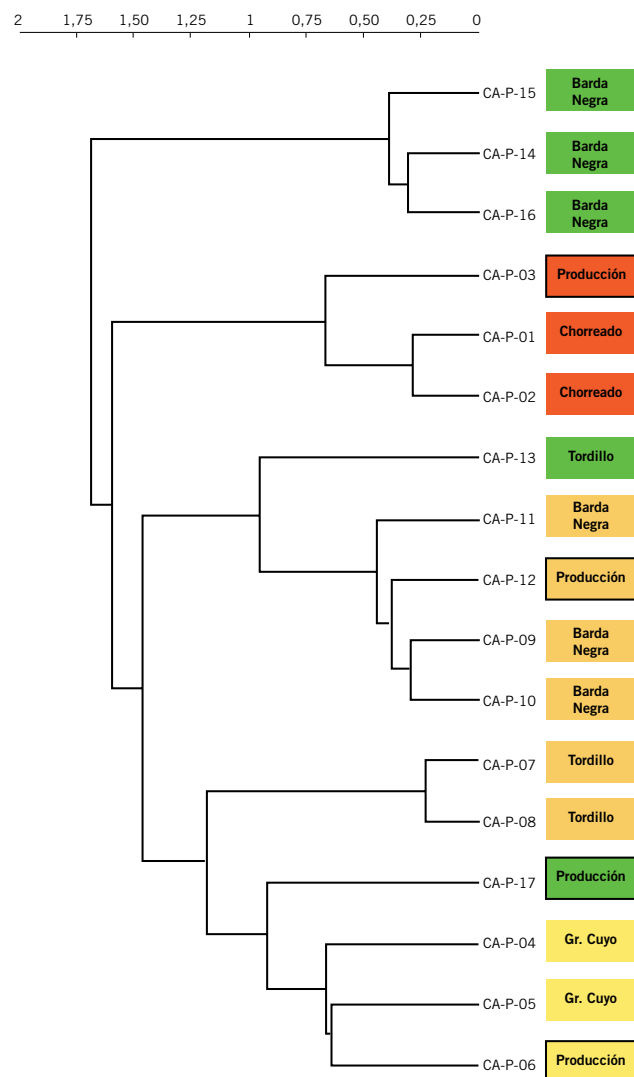 2 1,75 1,50 1,25 1 0,75 0,50 0,25 0
CA-P-15 Barda
Negra
CA-P-14 Barda
Negra
CA-P-16 Barda
Negra
CA-P-03 Producción
CA-P-01 Chorreado
CA-P-02 Chorreado
CA-P-13 Tordillo
CA-P-11 Barda
Negra
CA-P-12 Producción
CA-P-09 Barda
Negra
CA-P-10 Barda
Negra
CA-P-07 Tordillo
CA-P-08 Tordillo
CA-P-17 Producción
CA-P-04 Gr. Cuyo
CA-P-05 Gr. Cuyo
CA-P-06 Producción